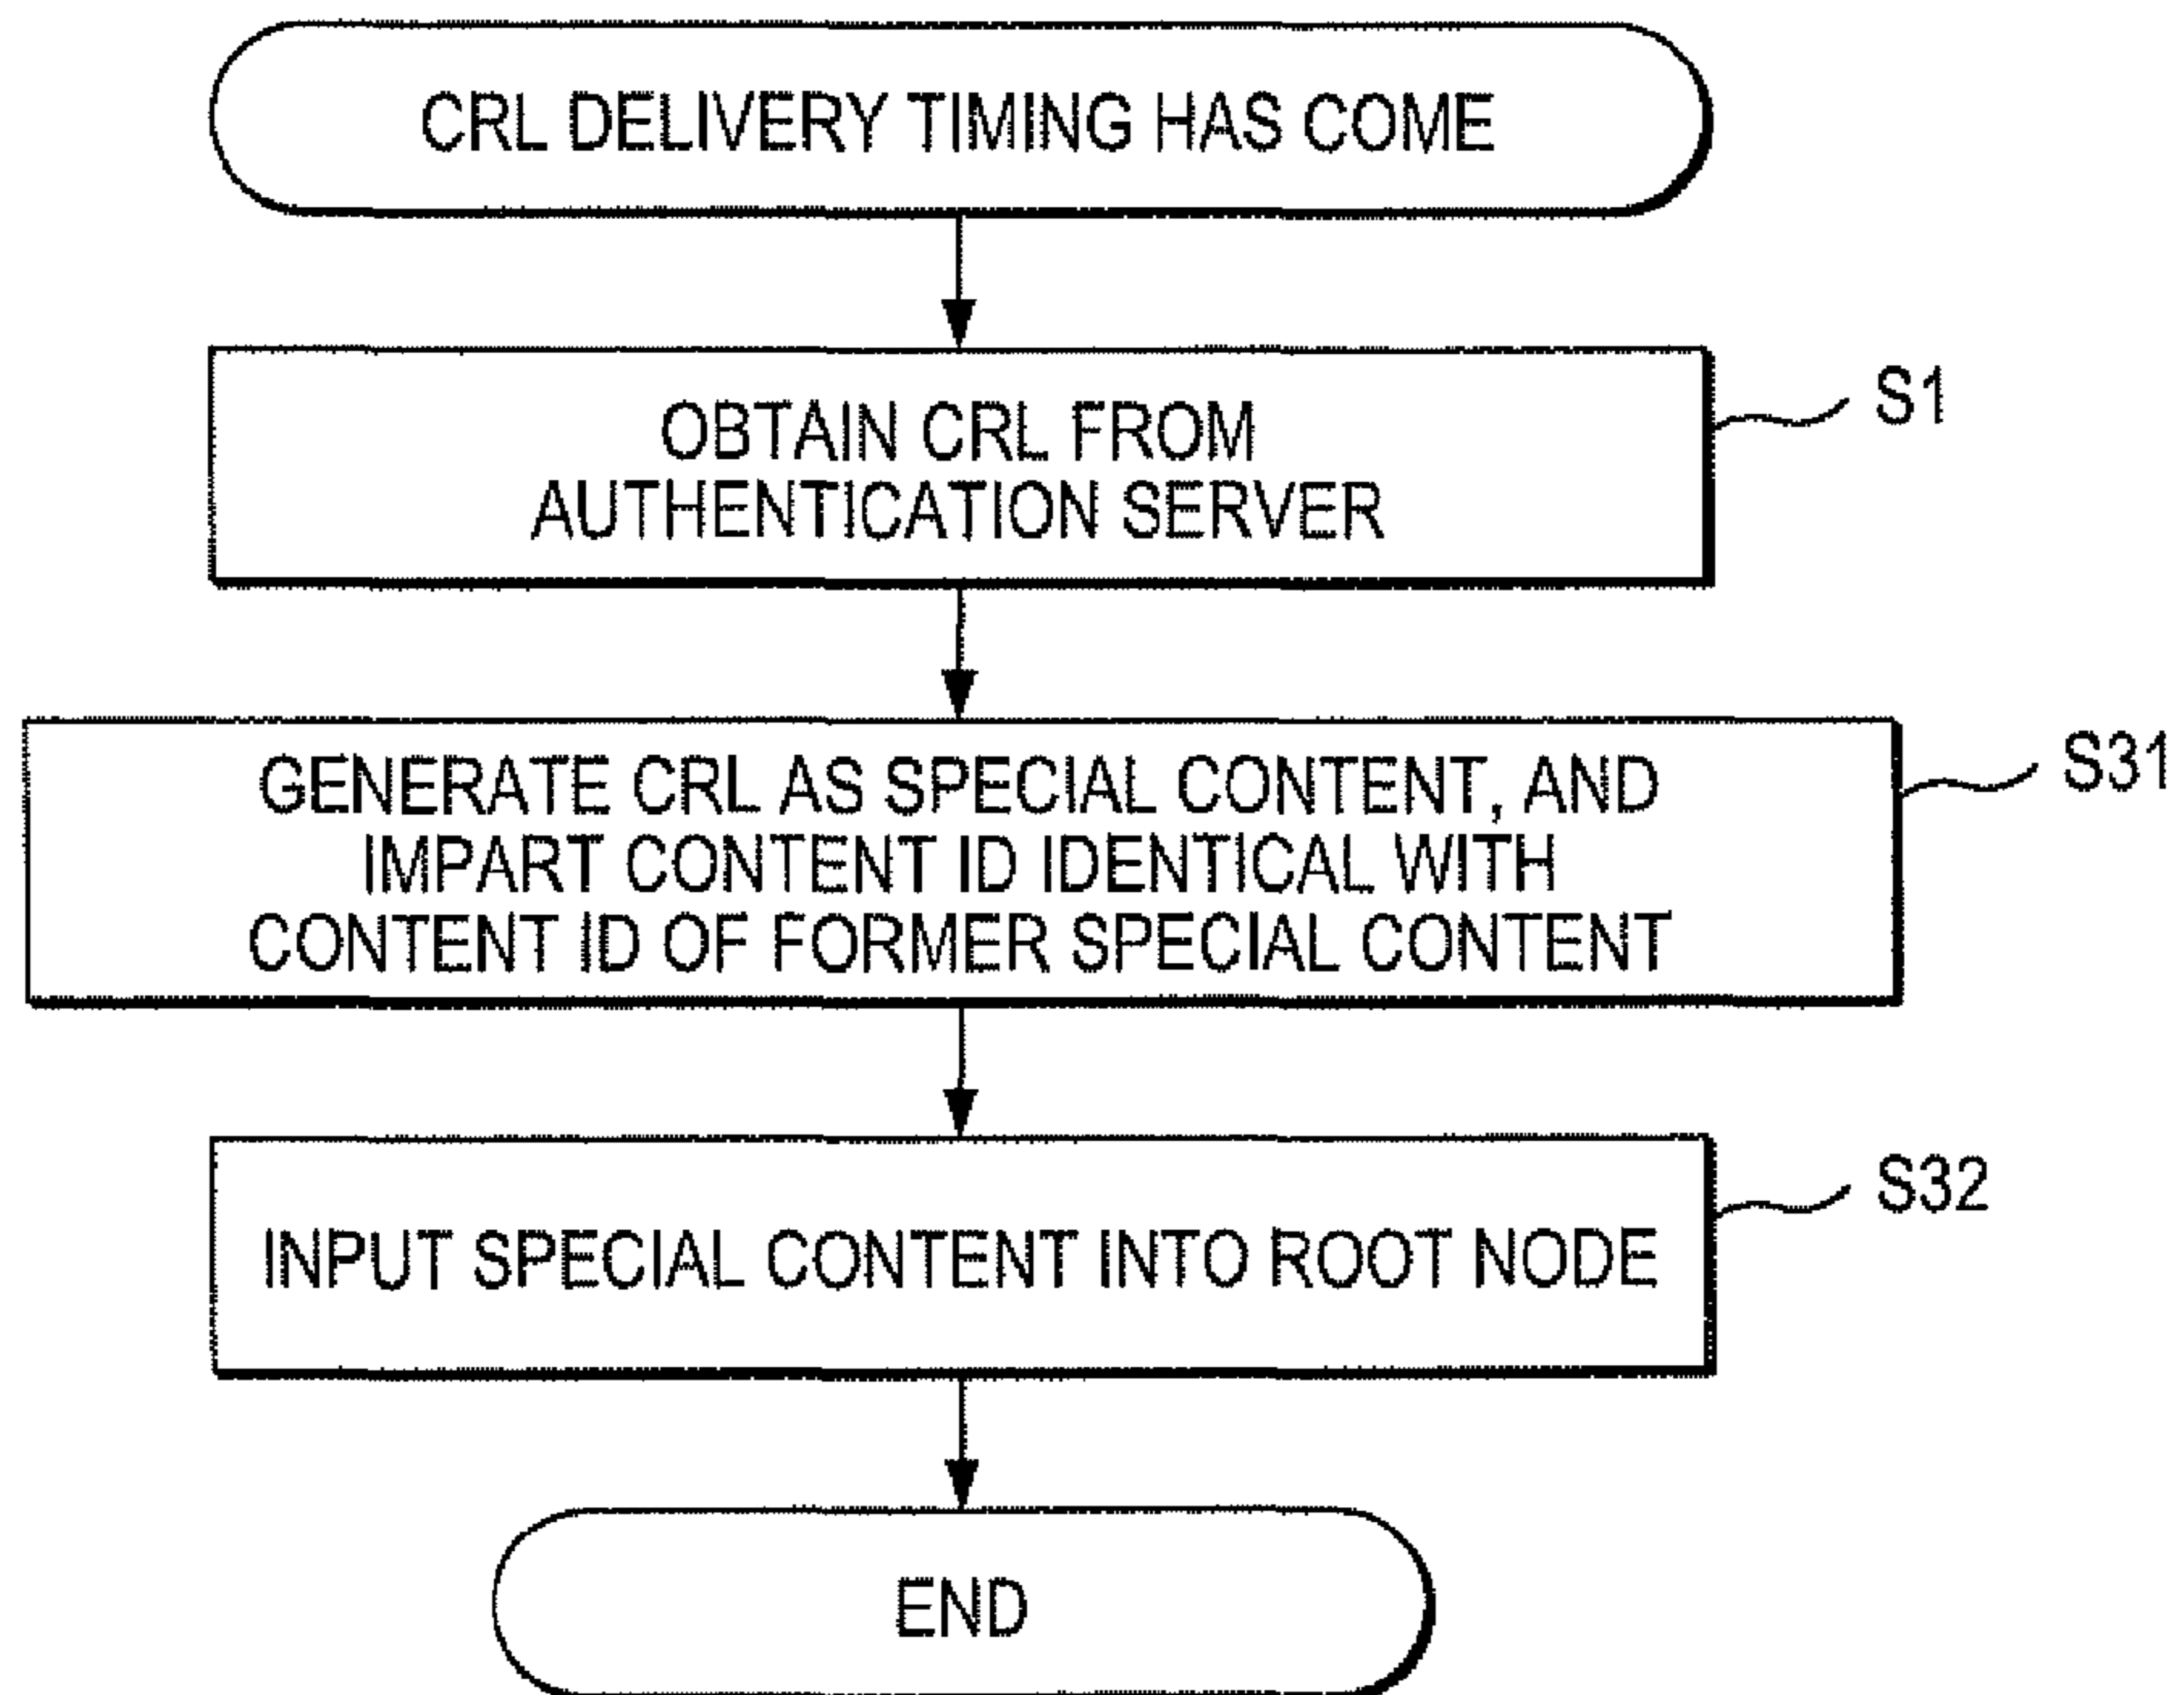 CRL DELIVERY TIMING HAS COME
OBTAIN CRL FROM
AUTHENTICATION SERVER
S1
GENERATE CRL AS SPECIAL CONTENT, AND
IMPART CONTENT ID IDENTICAL WITH
CONTENT ID OF FORMER SPECIAL CONTENT
S31
INPUT SPECIAL CONTENT INTO ROOT NODE
S32
END